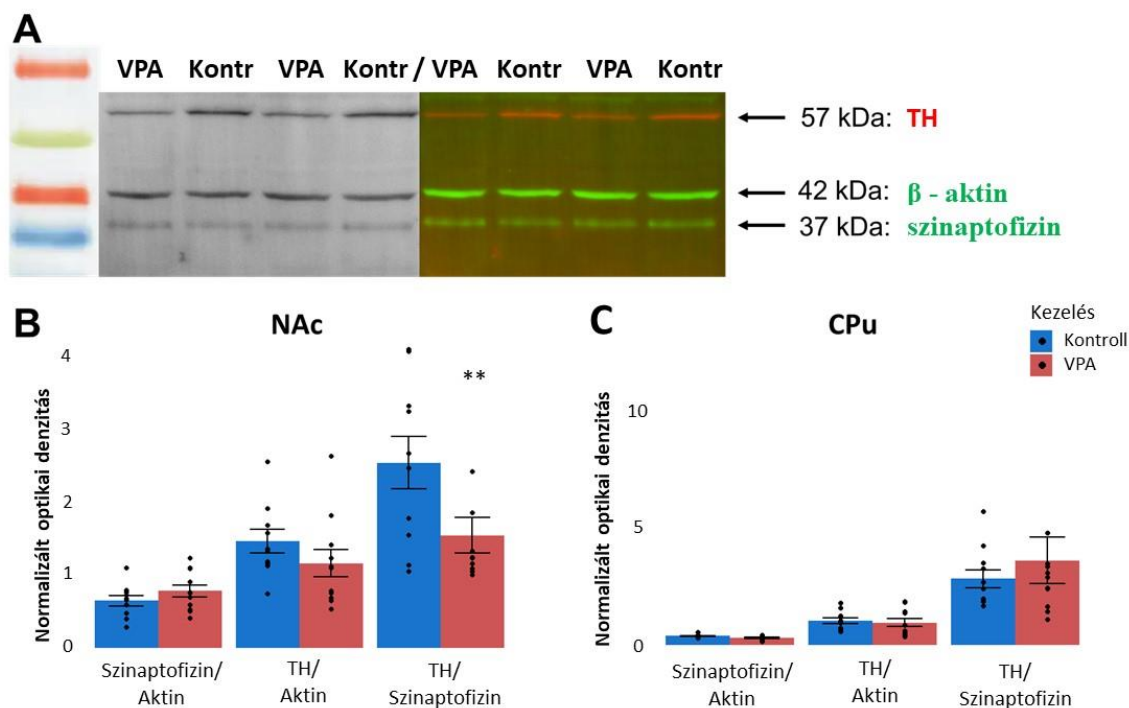 A
VPA Kontr VPA Kontr / VPA Kontr VPA Kontr
57 kDa: TH
42 kDa: β - aktin
37 kDa: szinaptofizin
B
NAc
Normalizált optikai denzitás
4
3
2
1
0
**
Szinaptofizin/
Aktin
TH/
Aktin
TH/
Szinaptofizin
C
CPu
Kezelés
Kontroll
VPA
Normalizált optikai denzitás
10
5
0
Szinaptofizin/
Aktin
TH/
Aktin
TH/
Szinaptofizin